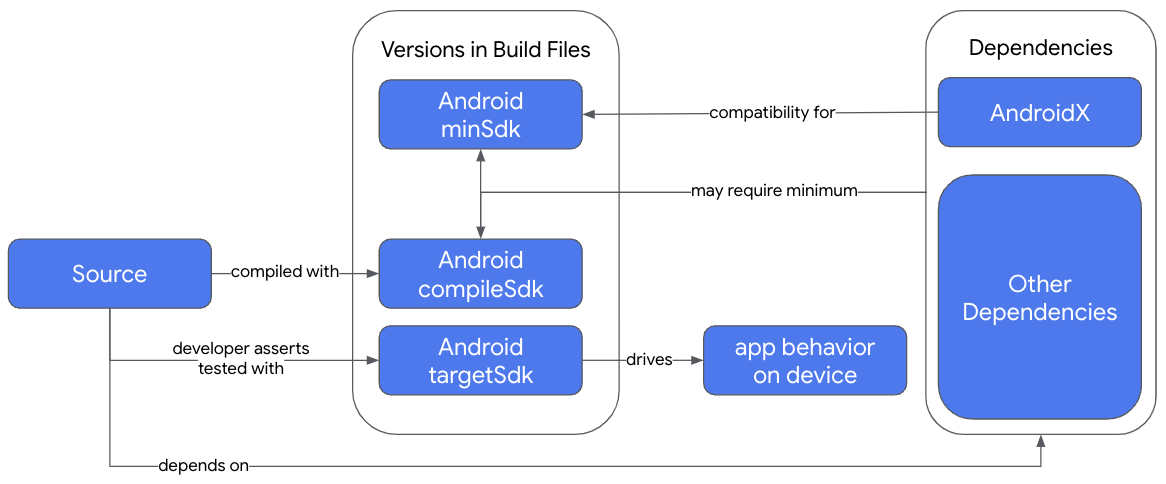 Versions in Build Files
Dependencies
Android
minSdk
compatibility for
AndroidX
may require minimum
Source
compiled with
Android
compileSdk
Other
Dependencies
developer asserts
tested with
Android
targetSdk
drives
app behavior
on device
depends on